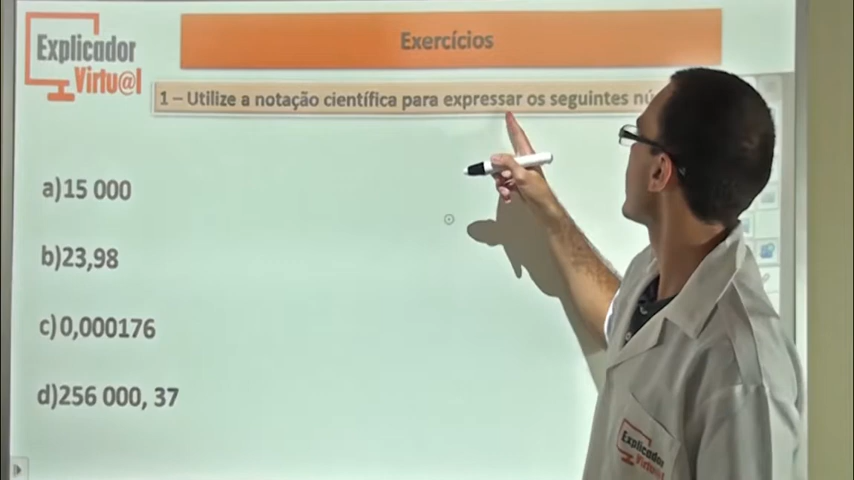 Explicador
Virtu@l
Exercícios
1 – Utilize a notação científica para expressar os seguintes
a)15 000
b)23,98
c)0,000176
d)256 000, 37
Explicador
Virtu@l